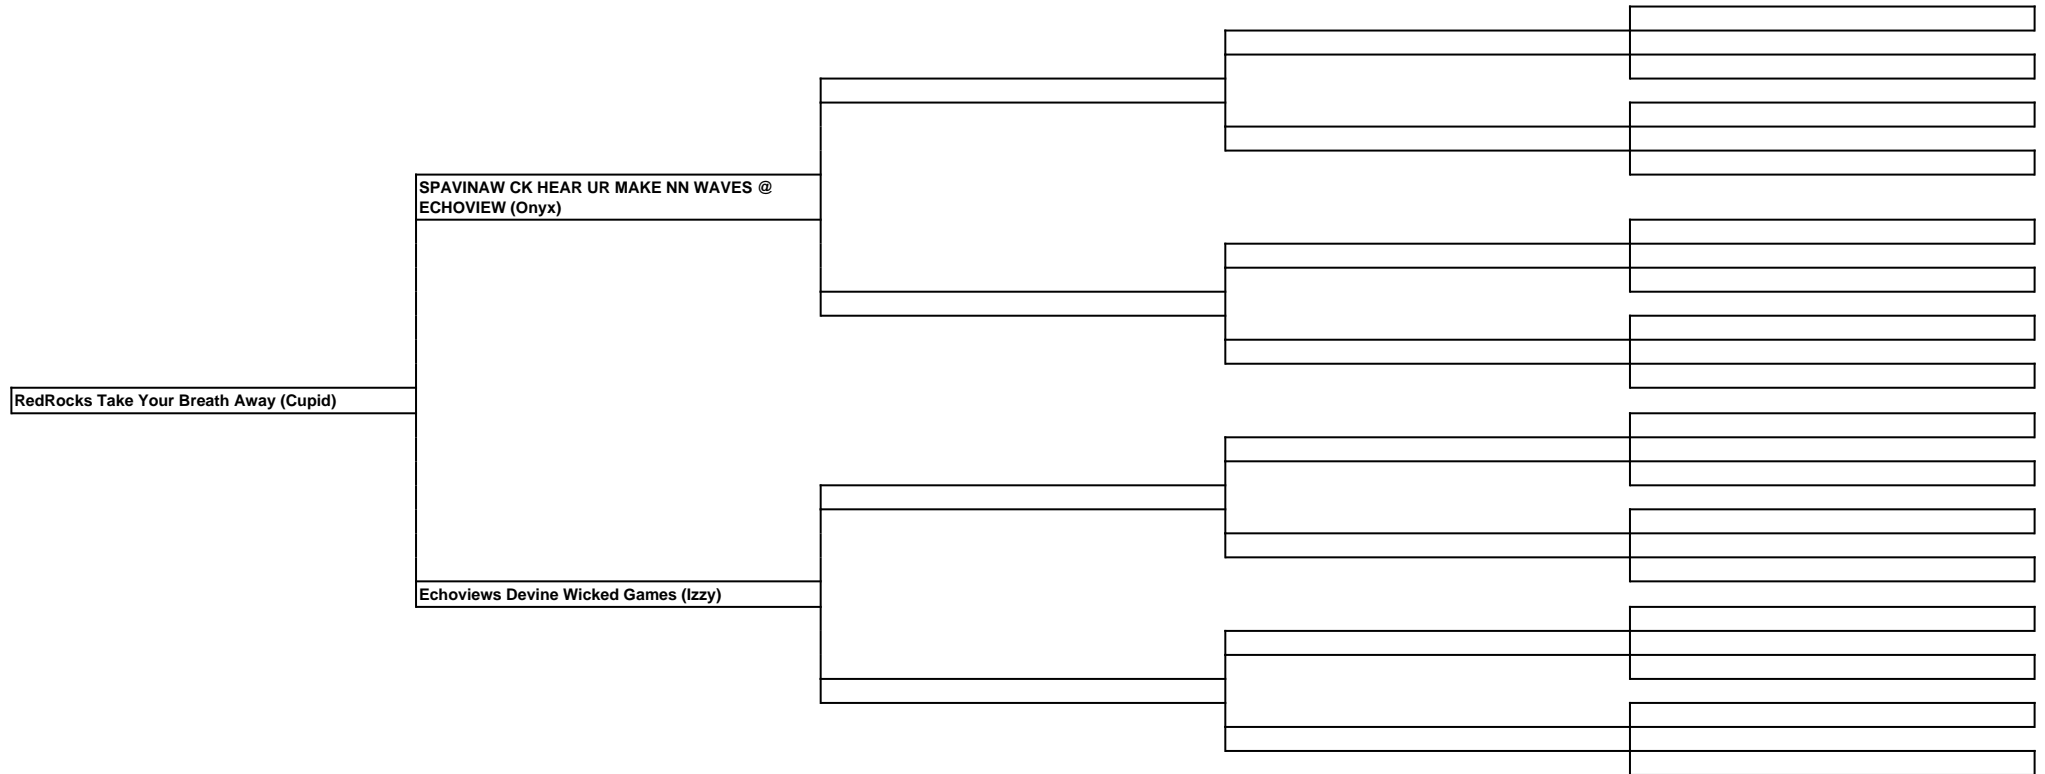 SPAVINAW CK HEAR UR MAKE NN WAVES @
ECHOVIEW (Onyx)
RedRocks Take Your Breath Away (Cupid)
Echoviews Devine Wicked Games (Izzy)